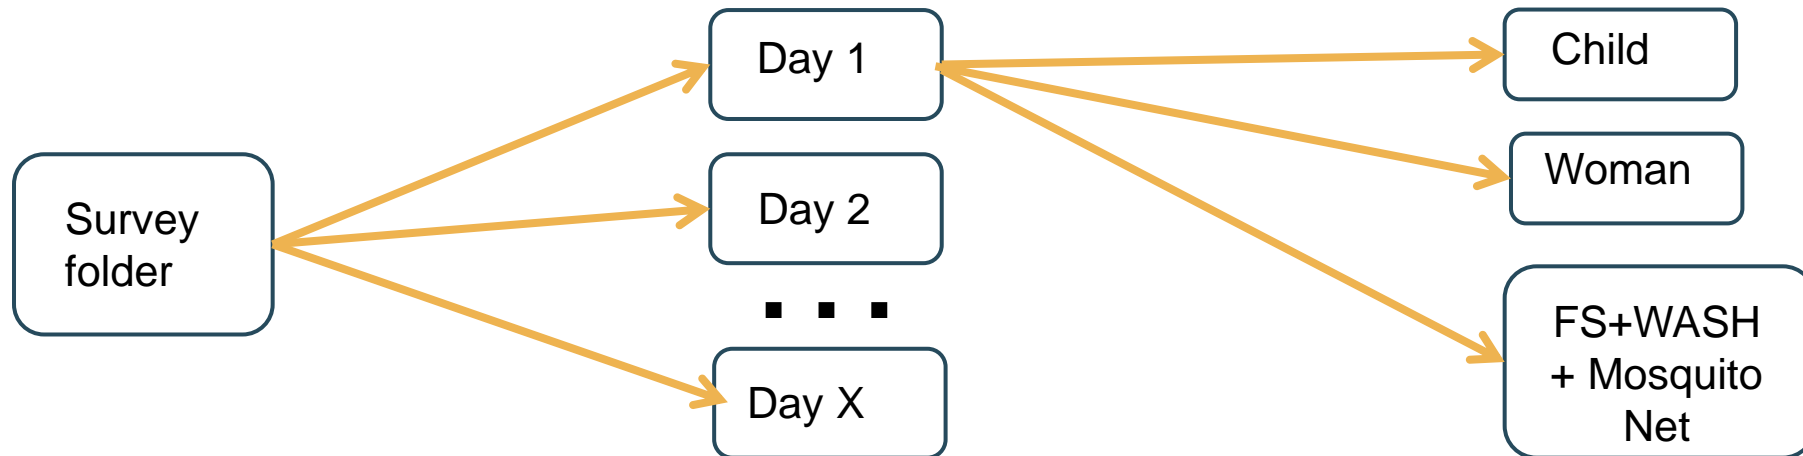 Survey
folder
Day 1
Day 2
. . .
Day X
Child
Woman
FS+WASH
+ Mosquito
Net